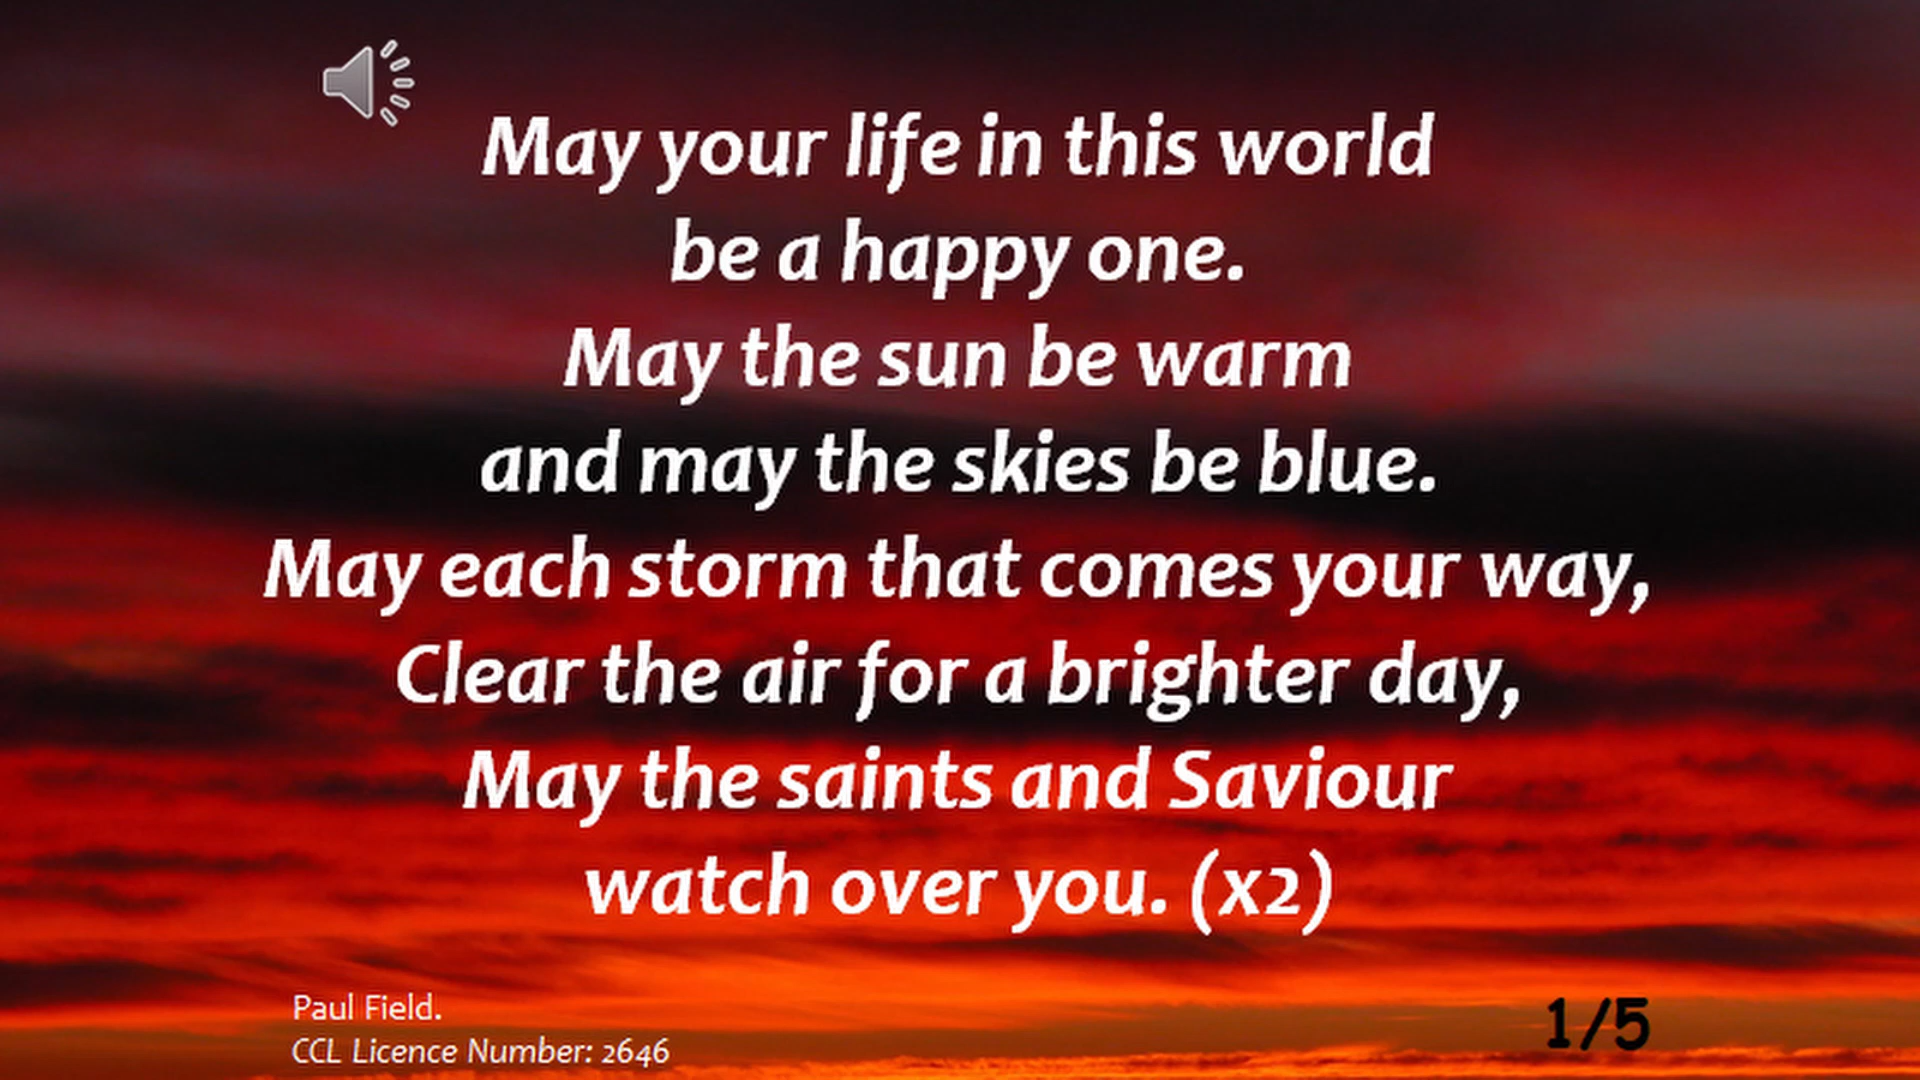 May your life in this world
be a happy one.
May the sun be warm
and may the skies be blue.
May each storm that comes your way,
Clear the air for a brighter day,
May the saints and Saviour
watch over you. (x2)
Paul Field.
CCL Licence Number: 2646
1/5